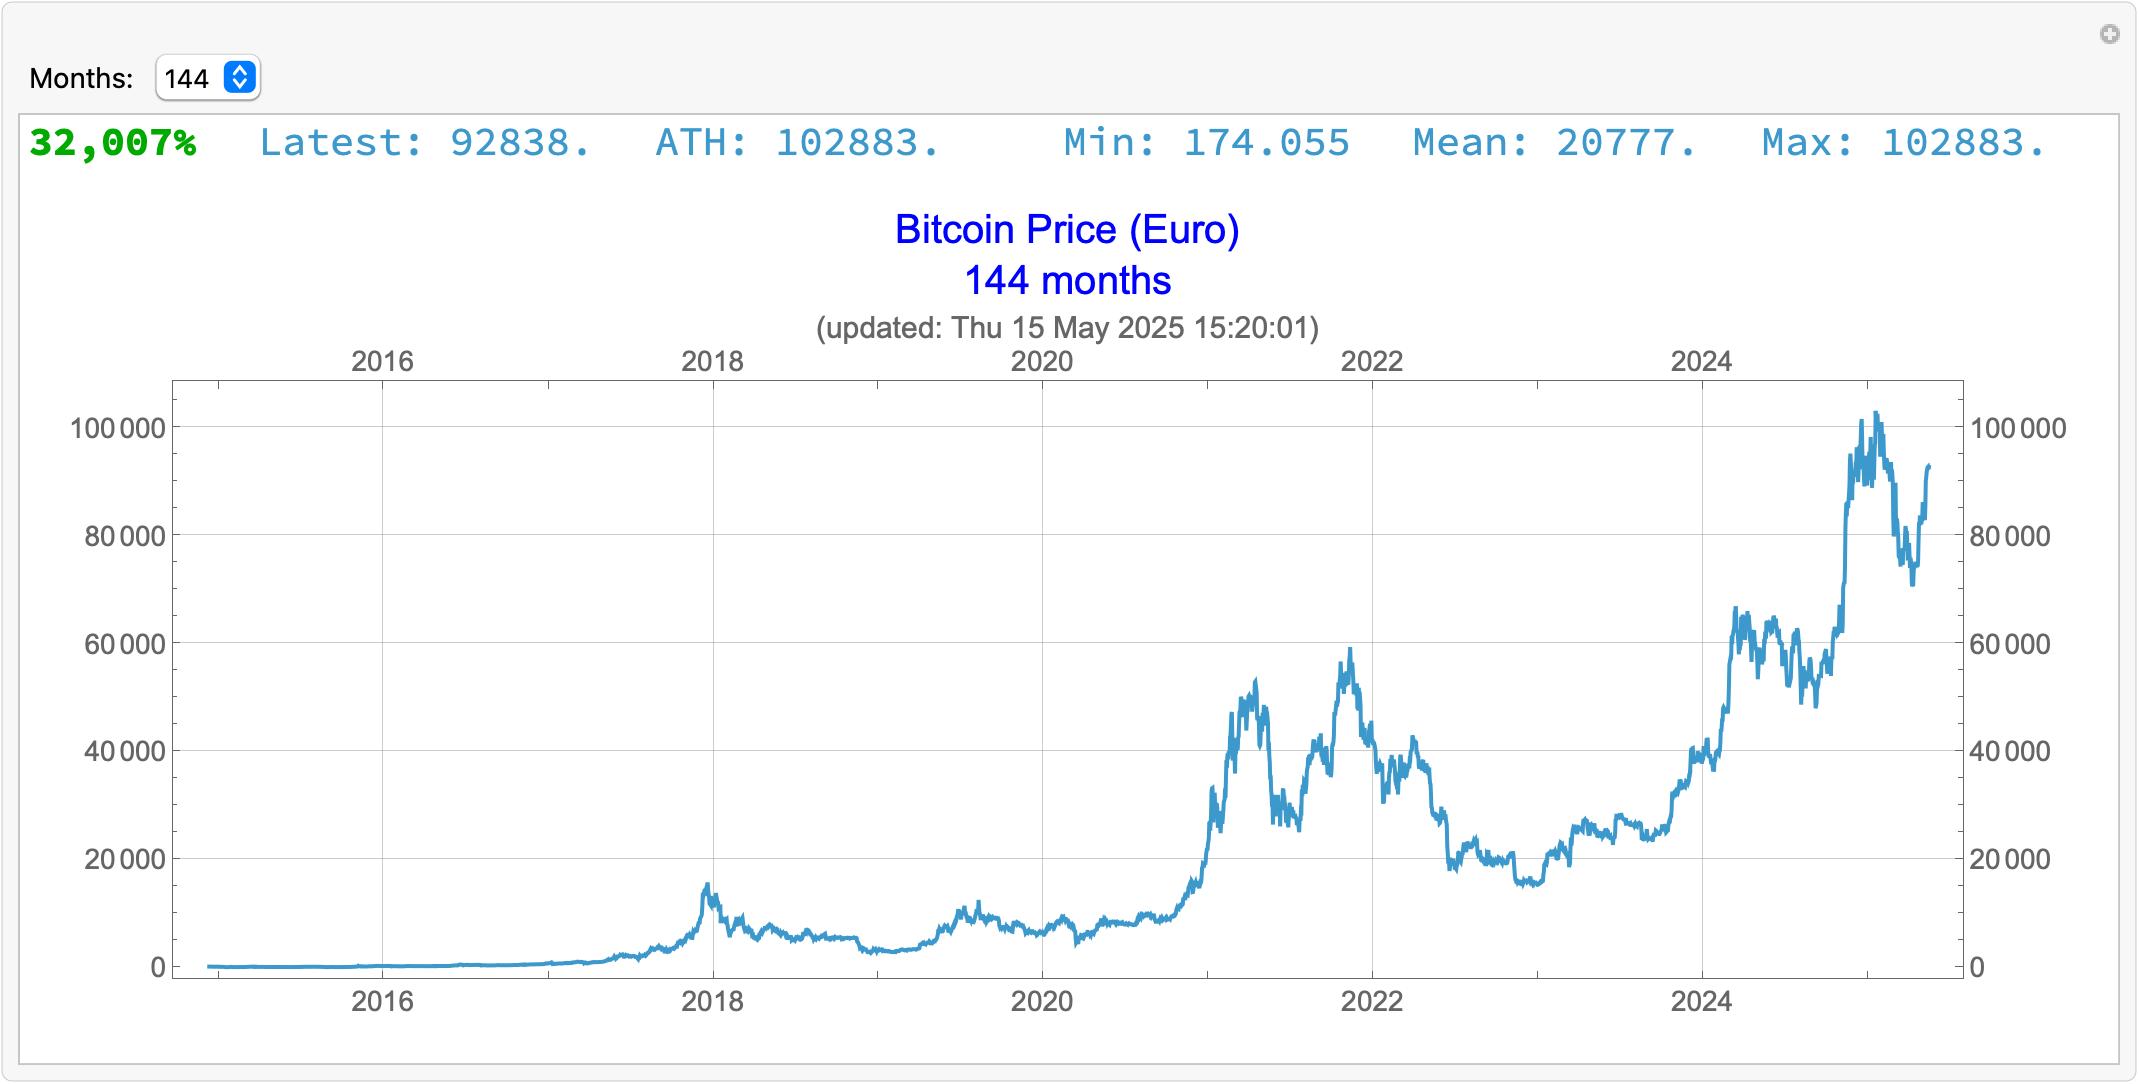 Months: 144
32,007% Latest: 92838. ATH: 102883. Min: 174.055 Mean: 20777. Max: 102883.
Bitcoin Price (Euro)
144 months
(updated: Thu 15 May 2025 15:20:01)
2016 2018 2020 2022 2024
100 000 100 000
80 000 80 000
60 000 60 000
40 000 40 000
20 000 20 000
0 0
2016 2018 2020 2022 2024